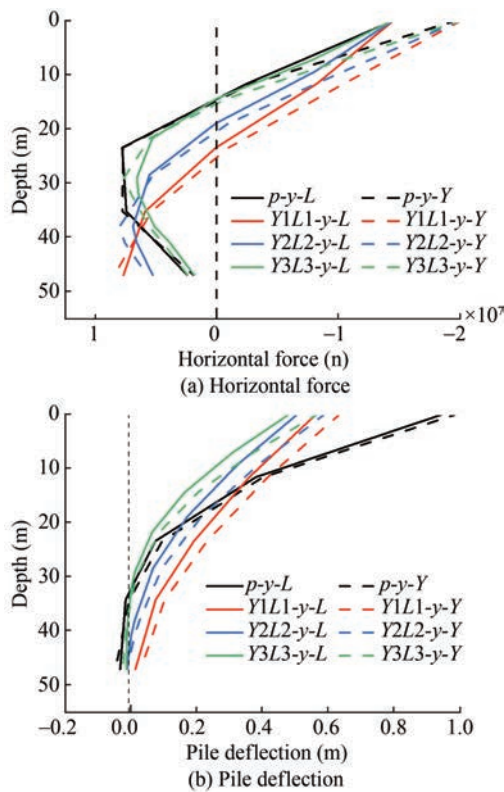 0
10
20
30
40
50
Depth (m)
p-y-L
p-y-Y
Y1L1-y-L
Y1L1-y-Y
Y2L2-y-L
Y2L2-y-Y
Y3L3-y-L
Y3L3-y-Y
1
0
−1
−2
×10⁷
Horizontal force (n)
(a) Horizontal force
0
10
20
30
40
50
Depth (m)
p-y-L
p-y-Y
Y1L1-y-L
Y1L1-y-Y
Y2L2-y-L
Y2L2-y-Y
Y3L3-y-L
Y3L3-y-Y
−0.2
0.0
0.2
0.4
0.6
0.8
1.0
Pile deflection (m)
(b) Pile deflection